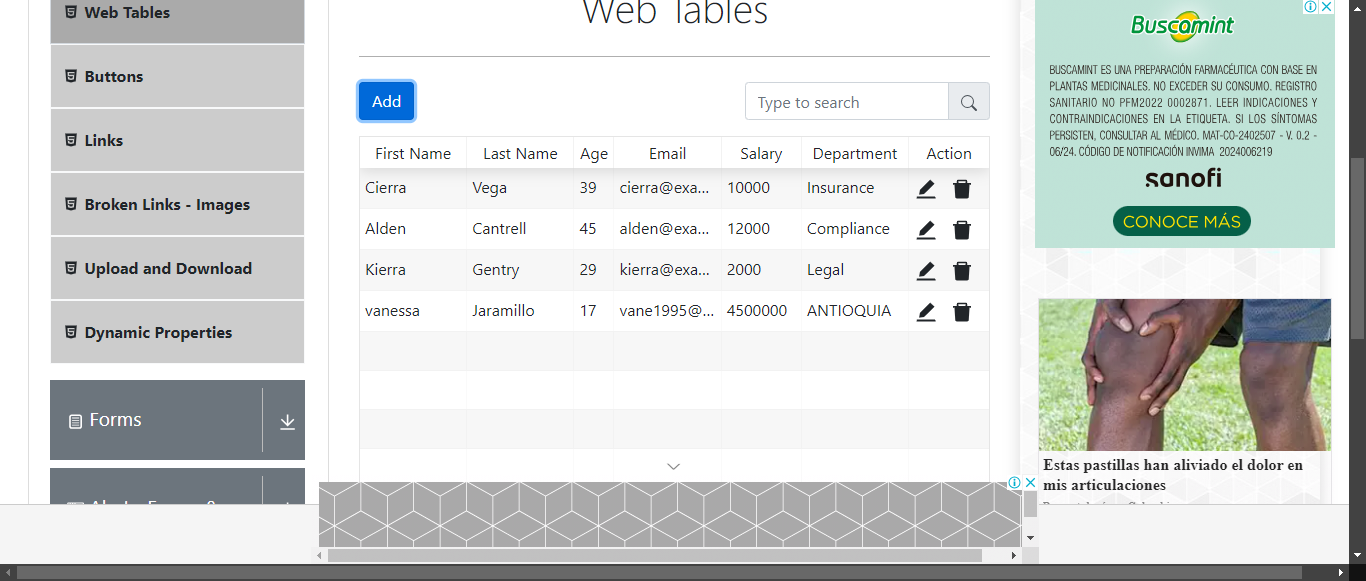 Web Tables
Buttons
Links
Broken Links - Images
Upload and Download
Dynamic Properties
Forms
Web Tables
Add
Type to search
First Name Last Name Age Email Salary Department Action
Cierra Vega 39 cierra@exa... 10000 Insurance
Alden Cantrell 45 alden@exa... 12000 Compliance
Kierra Gentry 29 kierra@exa... 2000 Legal
vanessa Jaramillo 17 vane1995@... 4500000 ANTIOQUIA
Buscamint
BUSCAMINT ES UNA PREPARACIÓN FARMACÉUTICA CON BASE EN
PLANTAS MEDICINALES. NO EXCEDER SU CONSUMO. REGISTRO
SANITARIO NO PFM2022 0002871. LEER INDICACIONES Y
CONTRAINDICACIONES EN LA ETIQUETA. SI LOS SÍNTOMAS
PERSISTEN, CONSULTAR AL MÉDICO. MAT-CO-2402507 - V. 0.2 -
06/24. CÓDIGO DE NOTIFICACIÓN INVIMA 2024006219
sanofi
CONOCE MÁS
Estas pastillas han aliviado el dolor en
mis articulaciones